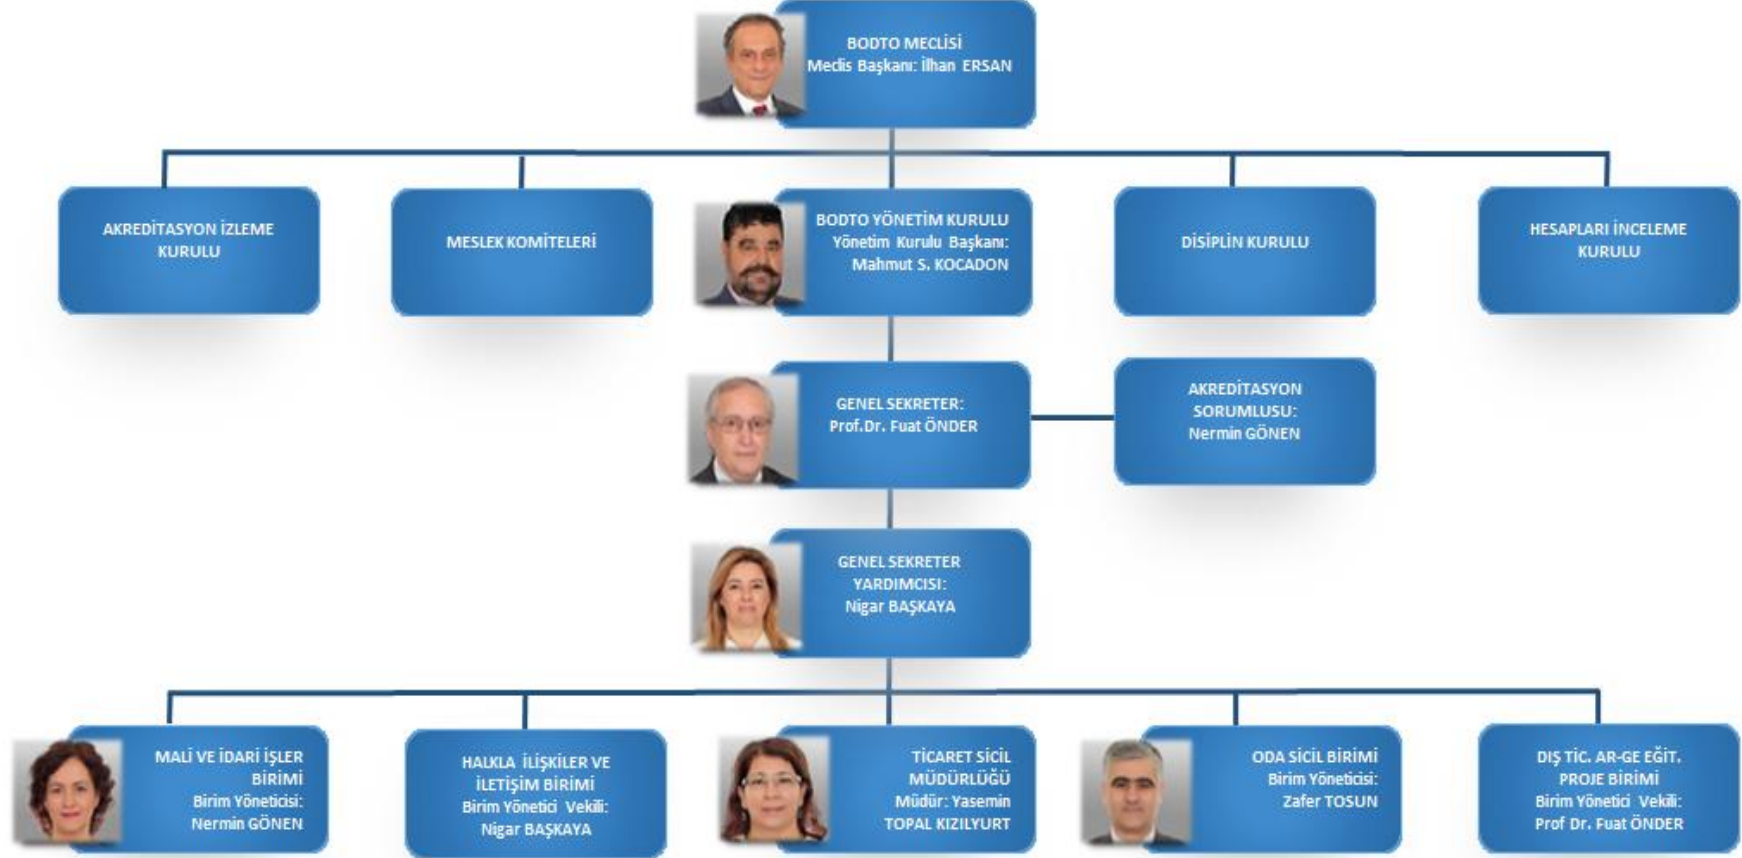 BODTO MECLİSİ
Meclis Başkanı: İlhan ERSAN
AKREDİTASYON İZLEME
KURULU
MESLEK KOMİTELERİ
BODTO YÖNETİM KURULU
Yönetim Kurulu Başkanı:
Mahmut S. KOCADON
DİSİPLİN KURULU
HESAPLARI İNCELEME
KURULU
GENEL SEKRETER:
Prof.Dr. Fuat ÖNDER
AKREDİTASYON
SORUMLUSU:
Nermin GÖNEN
GENEL SEKRETER
YARDIMCISI:
Nigar BAŞKAYA
MALİ VE İDARİ İŞLER
BİRİMİ
Birim Yöneticisi:
Nermin GÖNEN
HALKLA İLİŞKİLER VE
İLETİŞİM BİRİMİ
Birim Yönetici Vekili:
Nigar BAŞKAYA
TİCARET SİCİL
MÜDÜRLÜĞÜ
Müdür: Yasemin
TOPAL KIZILYURT
ODA SİCİL BİRİMİ
Birim Yöneticisi:
Zafer TOSUN
DIŞ TİC. AR-GE EĞİT.
PROJE BİRİMİ
Birim Yönetici Vekili:
Prof Dr. Fuat ÖNDER